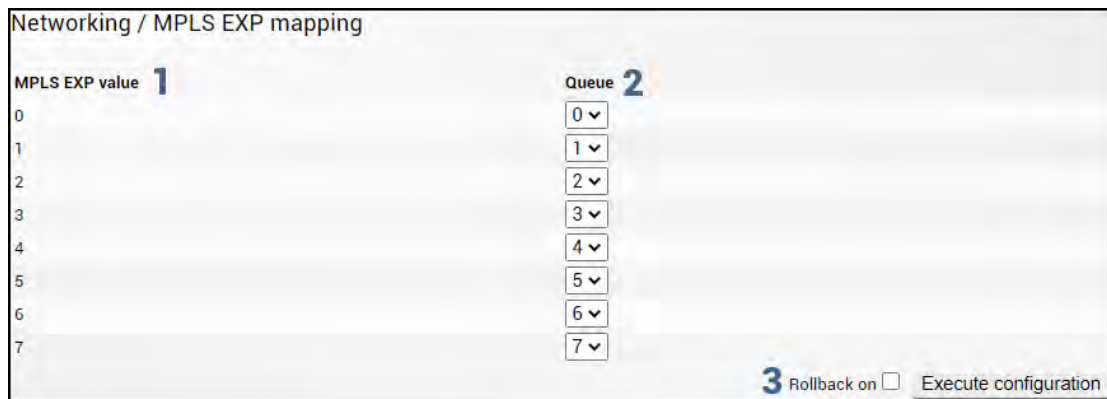 Networking / MPLS EXP mapping
MPLS EXP value 1 Queue 2
0 0
1 1
2 2
3 3
4 4
5 5
6 6
7 7
3 Rollback on Execute configuration